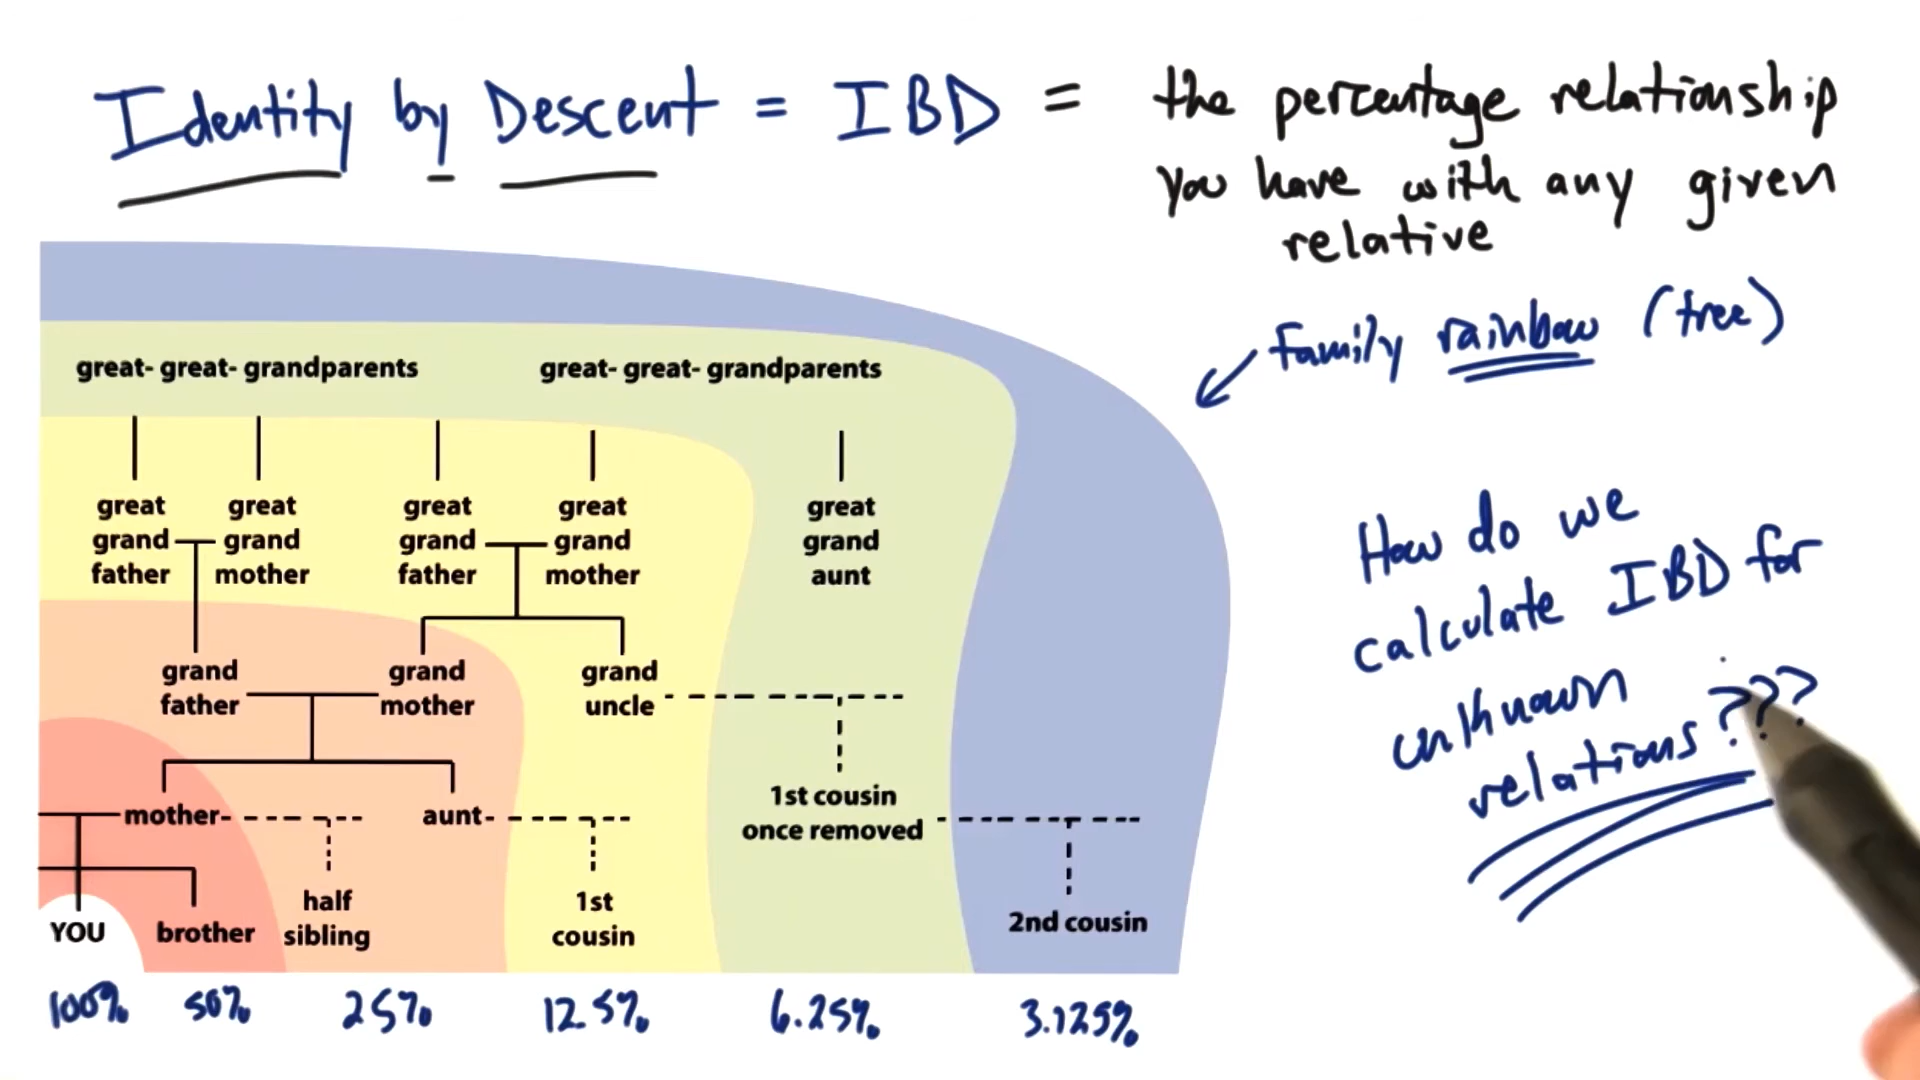 Identity by Descent = IBD = the percentage relationship
you have with any given
relative
family rainbow (tree)
great- great- grandparents great- great- grandparents
great great great great great
grand grand grand grand grand
father mother father mother aunt
grand grand grand
father mother uncle
1st cousin
once removed
mother aunt
half 1st
YOU brother sibling cousin 2nd cousin
100% 50% 25% 12.5% 6.25% 3.125%
How do we
calculate IBD for
unknown
relations???